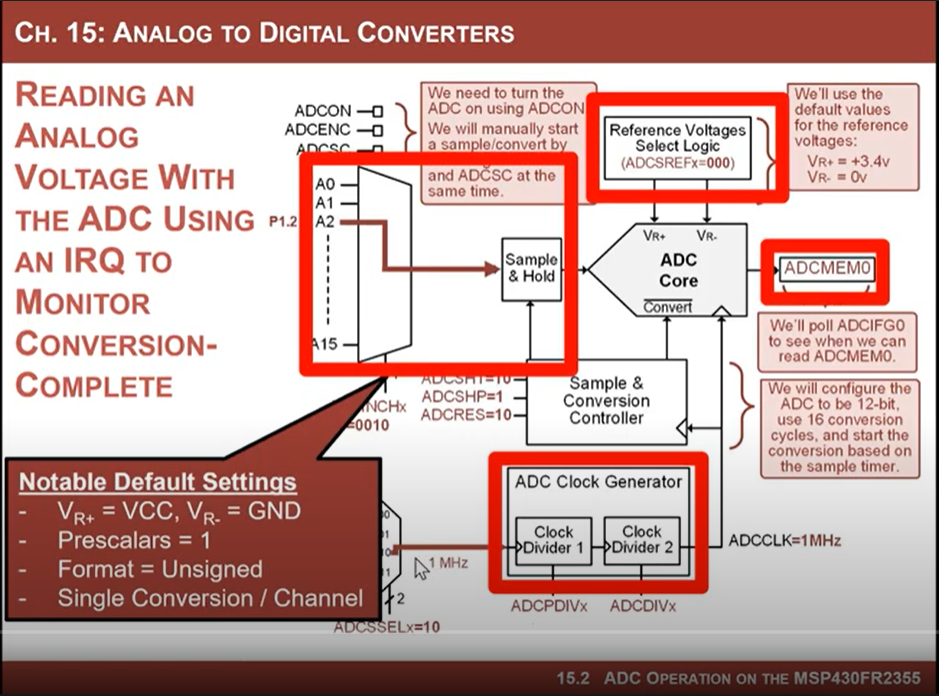 CH. 15: ANALOG TO DIGITAL CONVERTERS
READING AN
ANALOG
VOLTAGE WITH
THE ADC USING
AN IRQ TO
MONITOR
CONVERSION-
COMPLETE
ADCON
ADCENC
ADCSC
We need to turn the
ADC on using ADCON
We will manually start
a sample/convert by
and ADCSC at the
same time.
Reference Voltages
Select Logic
(ADCSREFx=000)
We'll use the
default values
for the reference
voltages:
VR+ = +3.4v
VR- = 0v
A0
A1
P1.2 A2
A15
Sample
& Hold
VR+ VR-
ADC
Core
Convert
ADCMEM0
We'll poll ADCIFG0
to see when we can
read ADCMEM0.
ADCSHT=10
ADCSHP=1
ADCRES=10
NCHx
=0010
Sample &
Conversion
Controller
We will configure the
ADC to be 12-bit,
use 16 conversion
cycles, and start the
conversion based on
the sample timer.
Notable Default Settings
- VR+ = VCC, VR- = GND
- Prescalars = 1
- Format = Unsigned
- Single Conversion / Channel
1 MHz
2
ADCSSELx=10
ADC Clock Generator
Clock
Divider 1
Clock
Divider 2
ADCCLK=1MHz
ADCPDIVx
ADCDIVx
15.2 ADC OPERATION ON THE MSP430FR2355